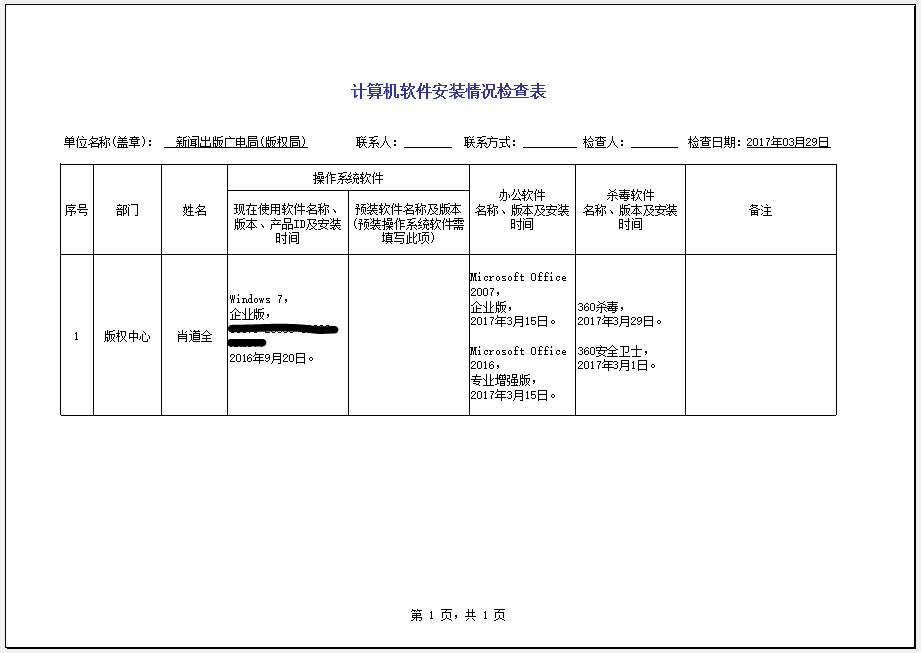 计算机软件安装情况检查表
单位名称(盖章): 新闻出版广电局(版权局) 联系人: 联系方式: 检查人: 检查日期:2017年03月29日
序号
部门
姓名
操作系统软件
现在使用软件名称、
版本、产品ID及安装
时间
预装软件名称及版本
(预装操作系统软件需
填写此项)
办公软件
名称、版本及安装
时间
杀毒软件
名称、版本及安装
时间
备注
1
版权中心
肖道全
Windows 7,
企业版,
2016年9月20日。
Microsoft Office
2007,
企业版,
2017年3月15日。
Microsoft Office
2016,
专业增强版,
2017年3月15日。
360杀毒,
2017年3月29日。
360安全卫士,
2017年3月1日。
第 1 页,共 1 页